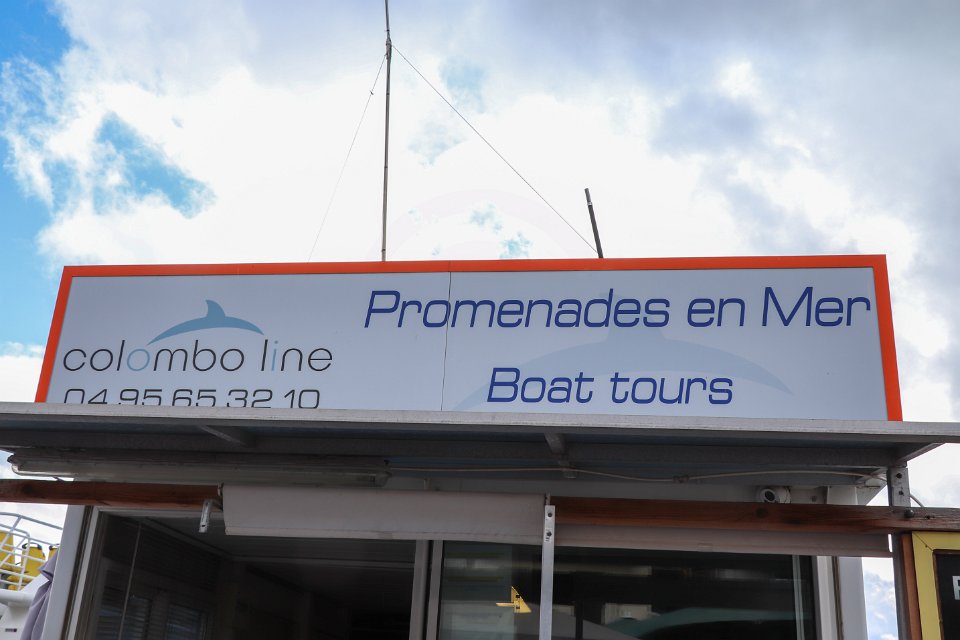 Promenades en Mer
colombo line
Boat tours
04 95 65 32 10